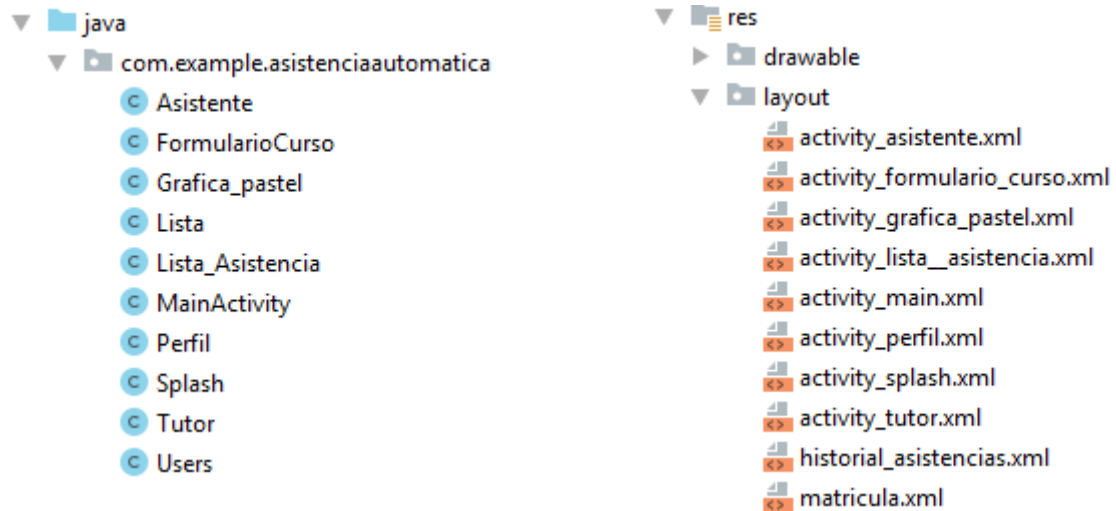 java
com.example.asistenciaautomatica
Asistente
FormularioCurso
Grafica_pastel
Lista
Lista_Asistencia
MainActivity
Perfil
Splash
Tutor
Users
res
drawable
layout
activity_asistente.xml
activity_formulario_curso.xml
activity_grafica_pastel.xml
activity_lista__asistencia.xml
activity_main.xml
activity_perfil.xml
activity_splash.xml
activity_tutor.xml
historial_asistencias.xml
matricula.xml